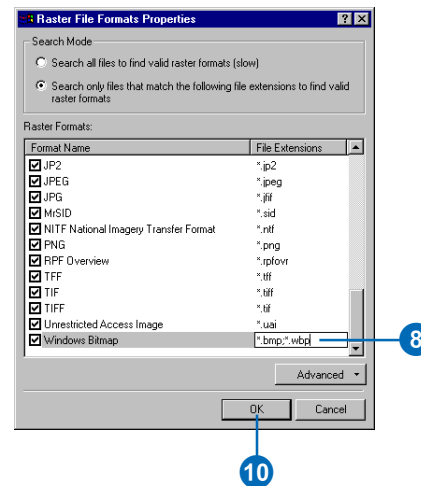 Raster File Formats Properties
Search Mode
Search all files to find valid raster formats (slow)
Search only files that match the following file extensions to find valid
raster formats
Raster Formats:
Format Name File Extensions
JP2 *.jp2
JPEG *.jpeg
JPG *.jfif
MrSID *.sid
NITF National Imagery Transfer Format *.ntf
PNG *.png
RPF Overview *.rpfovr
TFF *.tff
TIF *.tiff
TIFF *.tif
Unrestricted Access Image *.uai
Windows Bitmap *.bmp;*.wbp
8
Advanced
OK Cancel
10